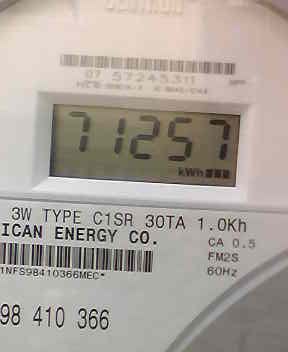 CENTRON
07 57245311
71257
kWh
3W TYPE C1SR 30TA 1.0Kh
ICAN ENERGY CO. CA 0.5
FM2S
1NFS98410366MEC* 60Hz
98 410 366